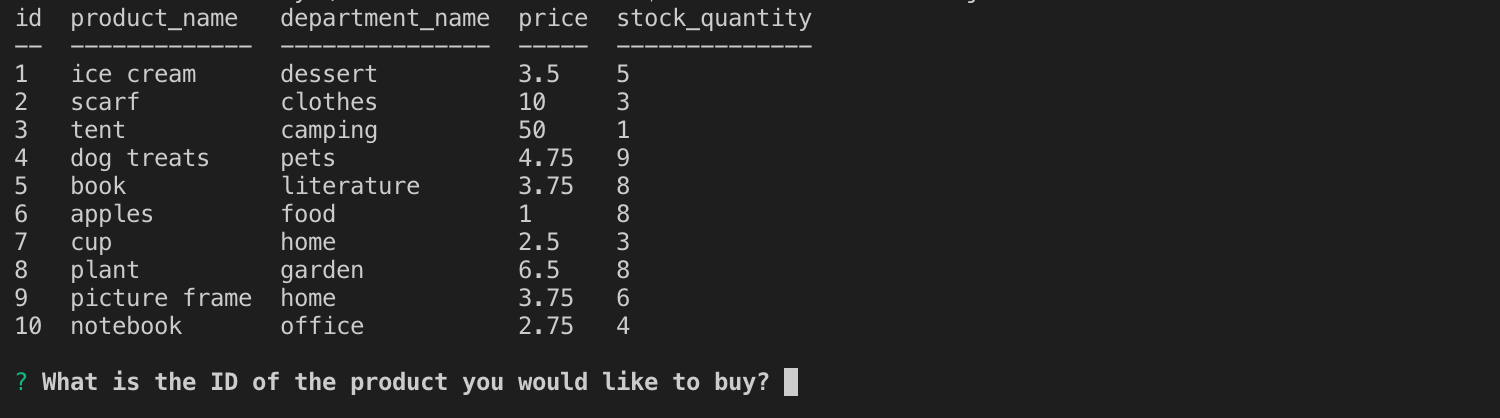 id  product_name   department_name  price  stock_quantity
--  -------------  ---------------  -----  --------------
1   ice cream      dessert          3.5    5
2   scarf          clothes          10     3
3   tent           camping          50     1
4   dog treats     pets             4.75   9
5   book           literature       3.75   8
6   apples         food             1      8
7   cup            home             2.5    3
8   plant          garden           6.5    8
9   picture frame  home             3.75   6
10  notebook       office           2.75   4
? What is the ID of the product you would like to buy?